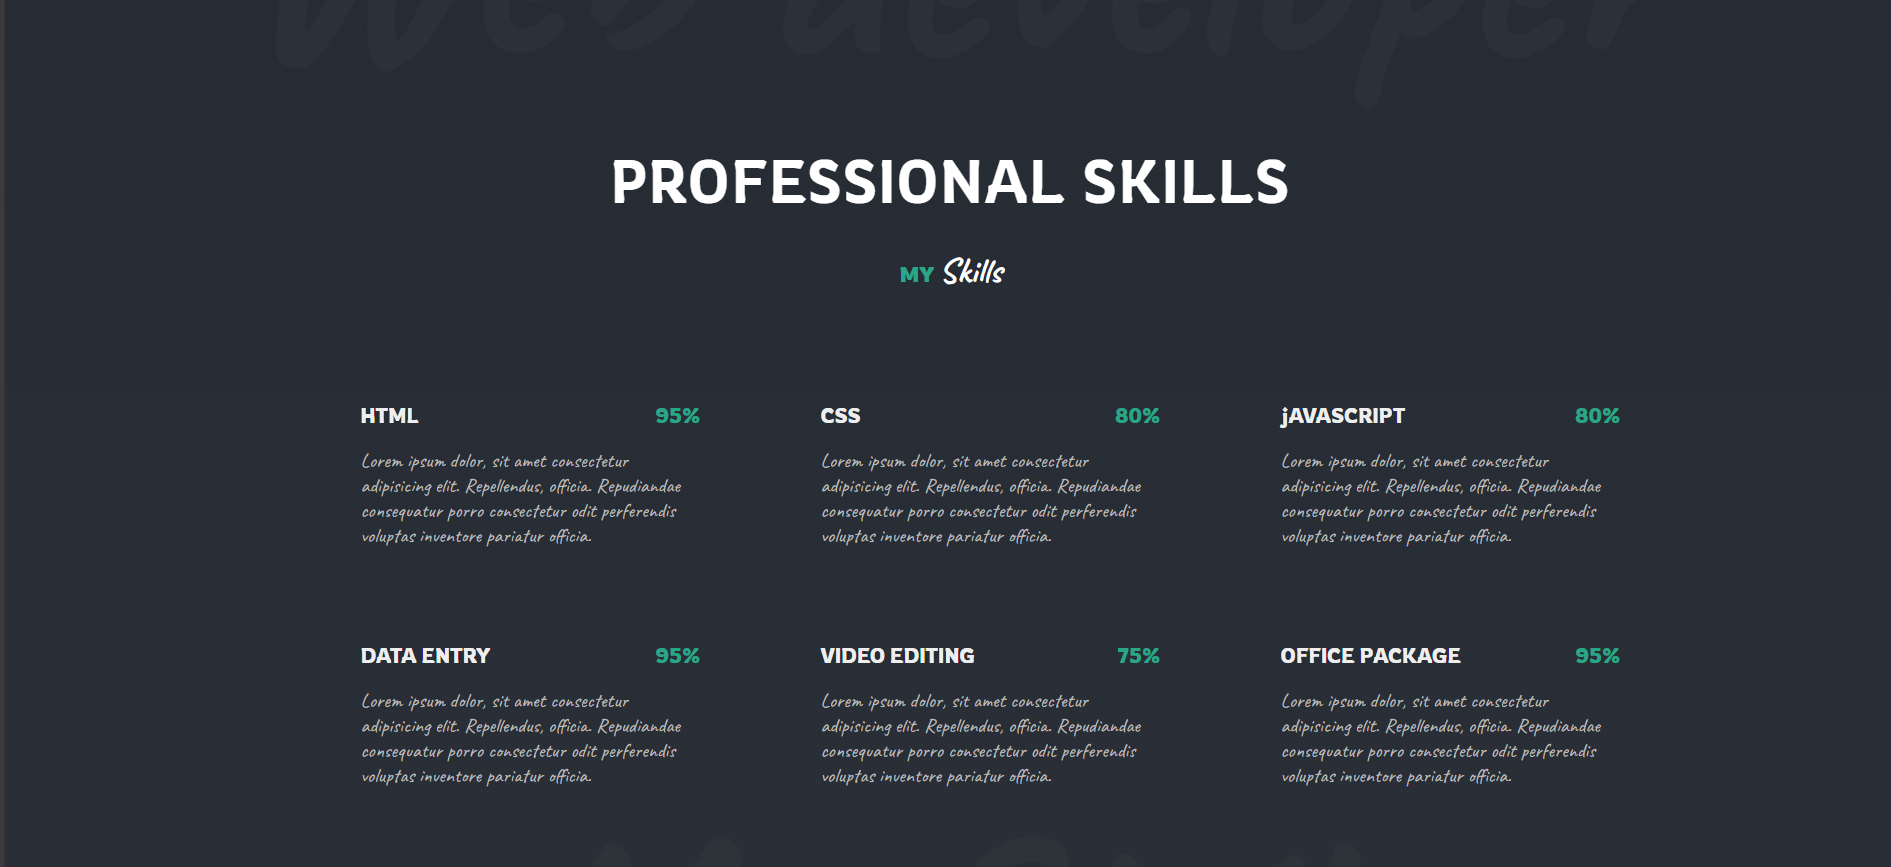 Web developer
PROFESSIONAL SKILLS
MY Skills
HTML 95%
Lorem ipsum dolor, sit amet consectetur
adipisicing elit. Repellendus, officia. Repudiandae
consequatur porro consectetur odit perferendis
voluptas inventore pariatur officia.
CSS 80%
Lorem ipsum dolor, sit amet consectetur
adipisicing elit. Repellendus, officia. Repudiandae
consequatur porro consectetur odit perferendis
voluptas inventore pariatur officia.
jAVASCRIPT 80%
Lorem ipsum dolor, sit amet consectetur
adipisicing elit. Repellendus, officia. Repudiandae
consequatur porro consectetur odit perferendis
voluptas inventore pariatur officia.
DATA ENTRY 95%
Lorem ipsum dolor, sit amet consectetur
adipisicing elit. Repellendus, officia. Repudiandae
consequatur porro consectetur odit perferendis
voluptas inventore pariatur officia.
VIDEO EDITING 75%
Lorem ipsum dolor, sit amet consectetur
adipisicing elit. Repellendus, officia. Repudiandae
consequatur porro consectetur odit perferendis
voluptas inventore pariatur officia.
OFFICE PACKAGE 95%
Lorem ipsum dolor, sit amet consectetur
adipisicing elit. Repellendus, officia. Repudiandae
consequatur porro consectetur odit perferendis
voluptas inventore pariatur officia.